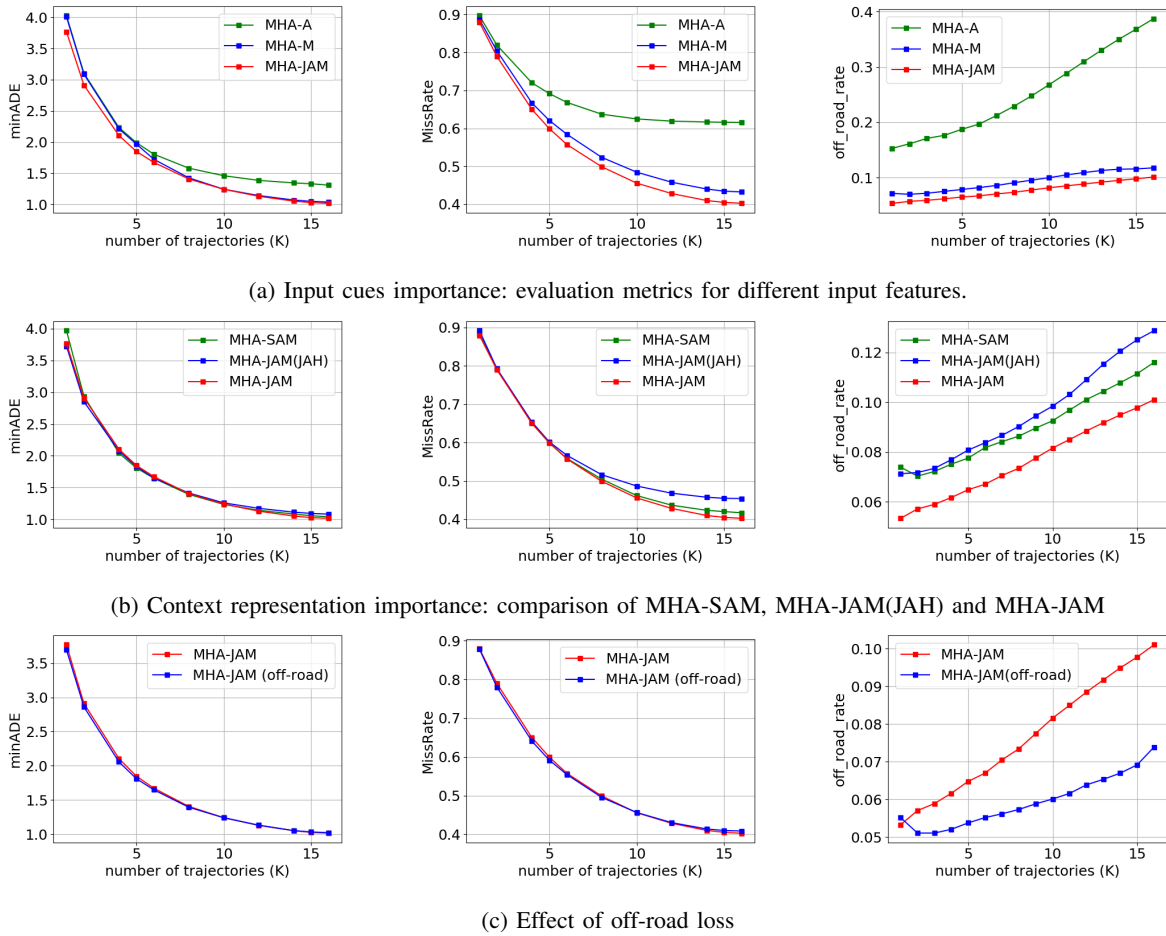 4.0
3.5
3.0
2.5
2.0
1.5
1.0
minADE
5
10
15
number of trajectories (K)
MHA-A
MHA-M
MHA-JAM
0.9
0.8
0.7
0.6
0.5
0.4
MissRate
5
10
15
number of trajectories (K)
MHA-A
MHA-M
MHA-JAM
0.4
0.3
0.2
0.1
off_road_rate
5
10
15
number of trajectories (K)
MHA-A
MHA-M
MHA-JAM
(a) Input cues importance: evaluation metrics for different input features.
4.0
3.5
3.0
2.5
2.0
1.5
1.0
minADE
5
10
15
number of trajectories (K)
MHA-SAM
MHA-JAM(JAH)
MHA-JAM
0.9
0.8
0.7
0.6
0.5
0.4
MissRate
5
10
15
number of trajectories (K)
MHA-SAM
MHA-JAM(JAH)
MHA-JAM
0.12
0.10
0.08
0.06
off_road_rate
5
10
15
number of trajectories (K)
MHA-SAM
MHA-JAM(JAH)
MHA-JAM
(b) Context representation importance: comparison of MHA-SAM, MHA-JAM(JAH) and MHA-JAM
3.5
3.0
2.5
2.0
1.5
1.0
minADE
5
10
15
number of trajectories (K)
MHA-JAM
MHA-JAM (off-road)
0.9
0.8
0.7
0.6
0.5
0.4
MissRate
5
10
15
number of trajectories (K)
MHA-JAM
MHA-JAM (off-road)
0.10
0.09
0.08
0.07
0.06
0.05
off_road_rate
5
10
15
number of trajectories (K)
MHA-JAM
MHA-JAM(off-road)
(c) Effect of off-road loss